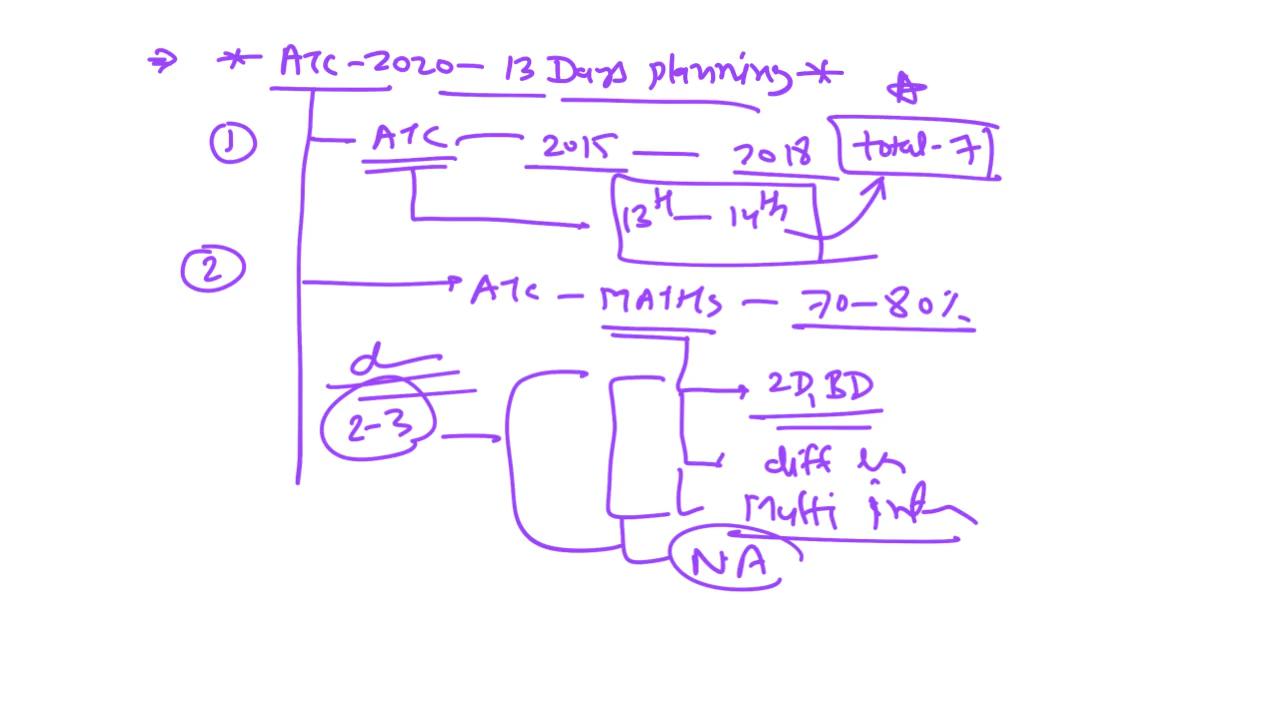 ⇒ * ATC - 2020 - 13 Days planning *
① ATC - 2015 - 2018 total - 7
13th - 14th
② → ATC - MATHS - 70 - 80%
2D, BD
2-3
diff
Multi
NA